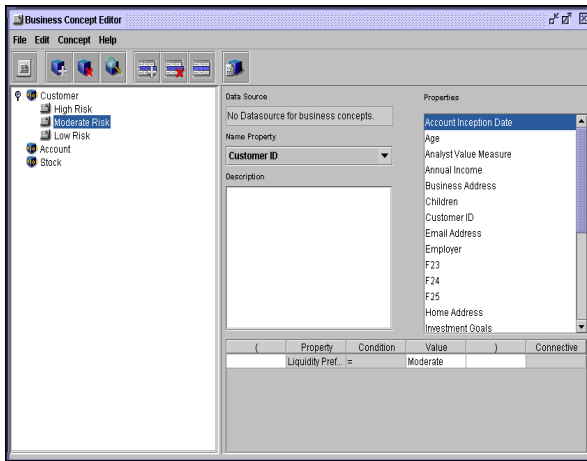 Business Concept Editor
File Edit Concept Help
Customer
High Risk
Moderate Risk
Low Risk
Account
Stock
Data Source
No Datasource for business concepts.
Name Property
Customer ID
Description
Properties
Account Inception Date
Age
Analyst Value Measure
Annual Income
Business Address
Children
Customer ID
Email Address
Employer
F23
F24
F25
Home Address
Investment Goals
( Property Condition Value ) Connective
Liquidity Pref... = Moderate